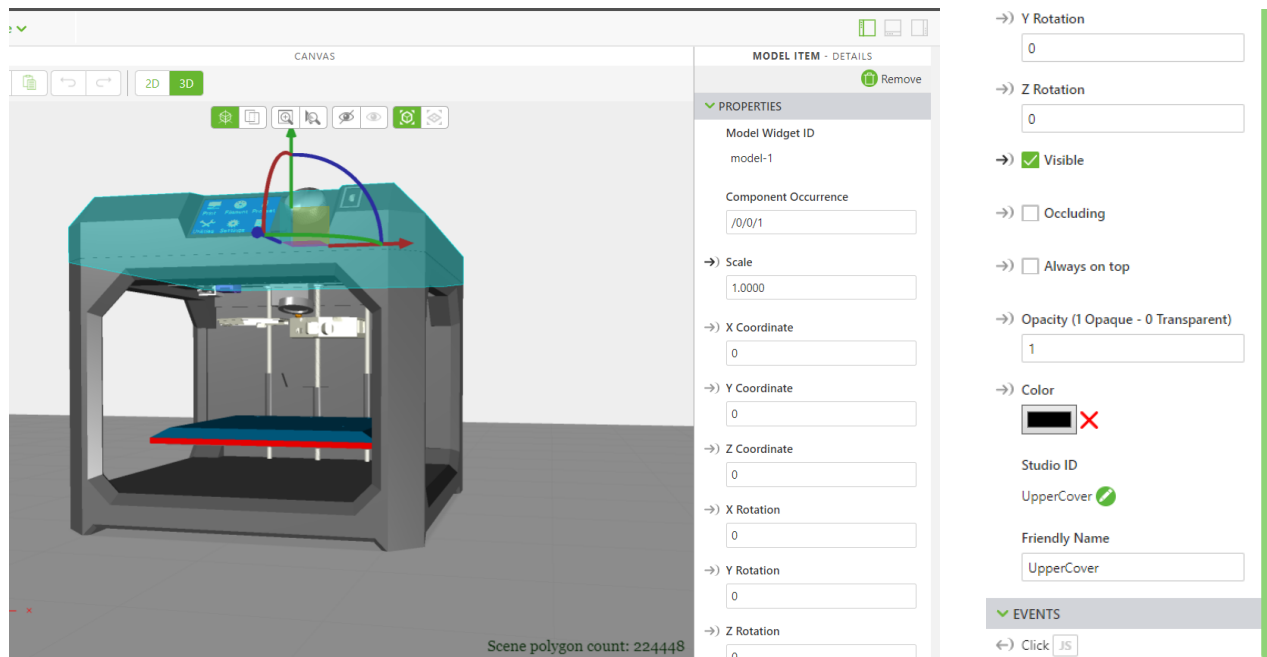 CANVAS
2D
3D
Scene polygon count: 224448
MODEL ITEM - DETAILS
Remove
PROPERTIES
Model Widget ID
model-1
Component Occurrence
/0/0/1
Scale
1.0000
X Coordinate
0
Y Coordinate
0
Z Coordinate
0
X Rotation
0
Y Rotation
0
Z Rotation
0
Y Rotation
0
Z Rotation
0
Visible
Occluding
Always on top
Opacity (1 Opaque - 0 Transparent)
1
Color
Studio ID
UpperCover
Friendly Name
UpperCover
EVENTS
Click JS